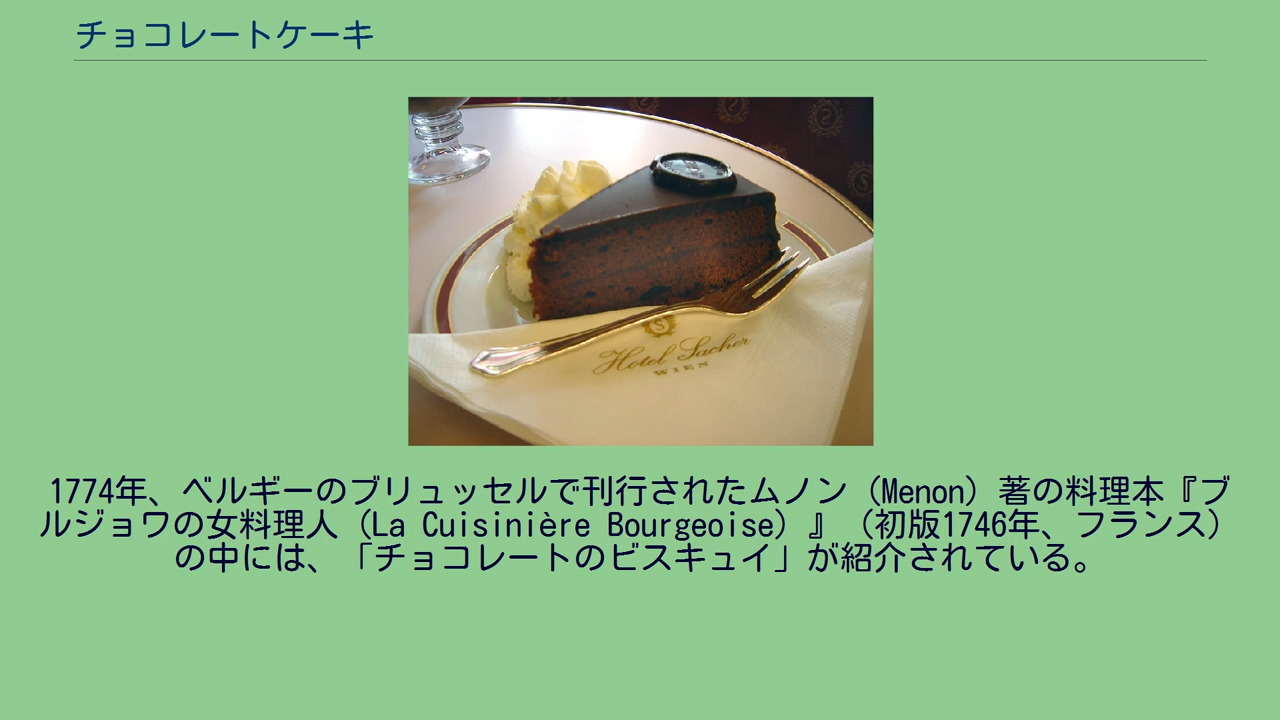 チョコレートケーキ
Hotel Sacher
WIEN
1774年、ベルギーのブリュッセルで刊行されたムノン（Menon）著の料理本『ブ
ルジョワの女料理人（La Cuisinière Bourgeoise）』（初版1746年、フランス）
の中には、「チョコレートのビスキュイ」が紹介されている。